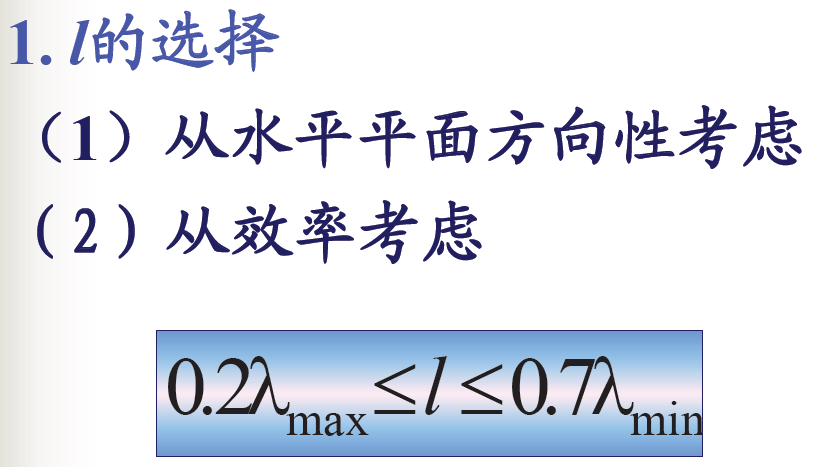 1. l的选择
（1）从水平平面方向性考虑
（2）从效率考虑
0.2λmax≤l≤0.7λmin